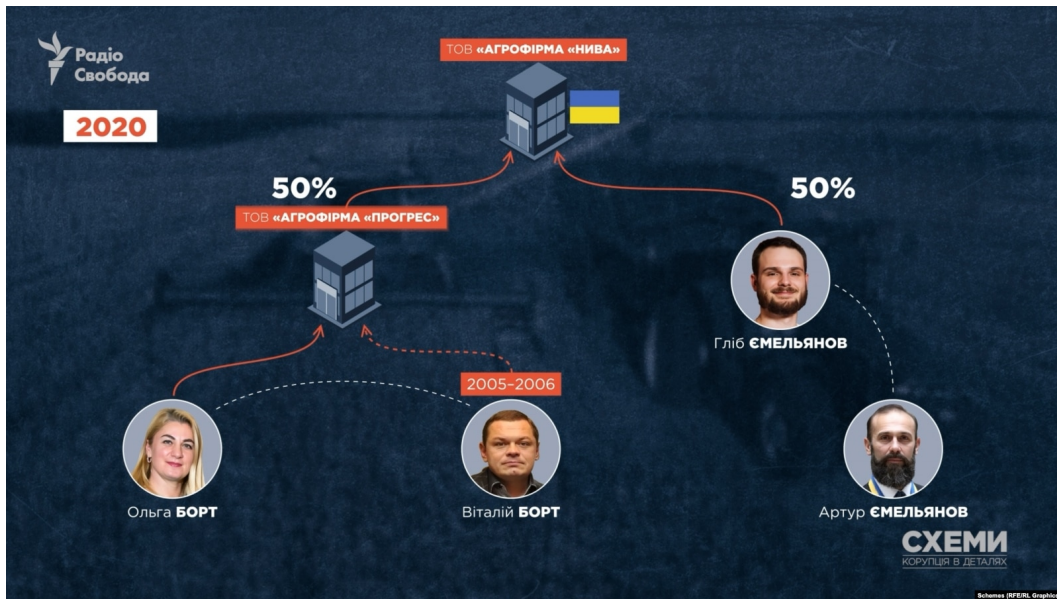 Радіо
Свобода
2020
ТОВ «АГРОФІРМА «НИВА»
50%
50%
ТОВ «АГРОФІРМА «ПРОГРЕС»
Гліб ЄМЕЛЬЯНОВ
2005–2006
Ольга БОРТ
Віталій БОРТ
Артур ЄМЕЛЬЯНОВ
СХЕМИ
КОРУПЦІЯ В ДЕТАЛЯХ
Schemes (RFE/RL Graphics